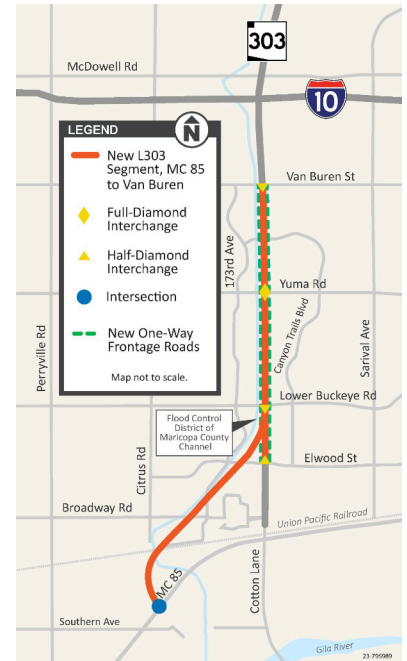 303
McDowell Rd
10
LEGEND
N
New L303
Segment, MC 85
to Van Buren
Full-Diamond
Interchange
Half-Diamond
Interchange
Intersection
New One-Way
Frontage Roads
Map not to scale.
Van Buren St
173rd Ave
Yuma Rd
Canyon Trails Blvd
Perryville Rd
Sarival Ave
Lower Buckeye Rd
Flood Control
District of
Maricopa County
Channel
Citrus Rd
Elwood St
Broadway Rd
Union Pacific Railroad
MC 85
Cotton Lane
Southern Ave
Gila River
23-795989